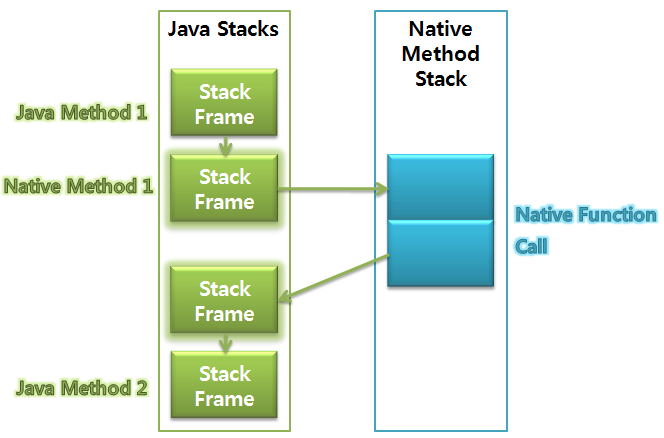 Java Stacks
Native
Method
Stack
Stack
Frame
Java Method 1
Stack
Frame
Native Method 1
Native Function
Call
Stack
Frame
Stack
Frame
Java Method 2